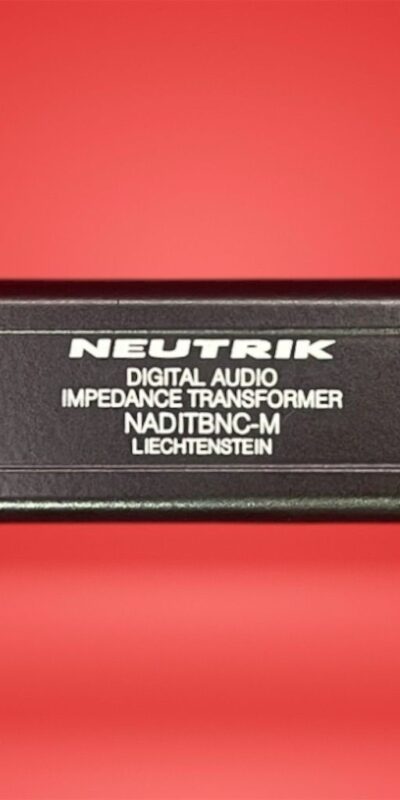 NEUTRIK
DIGITAL AUDIO
IMPEDANCE TRANSFORMER
NADITBNC-M
LIECHTENSTEIN